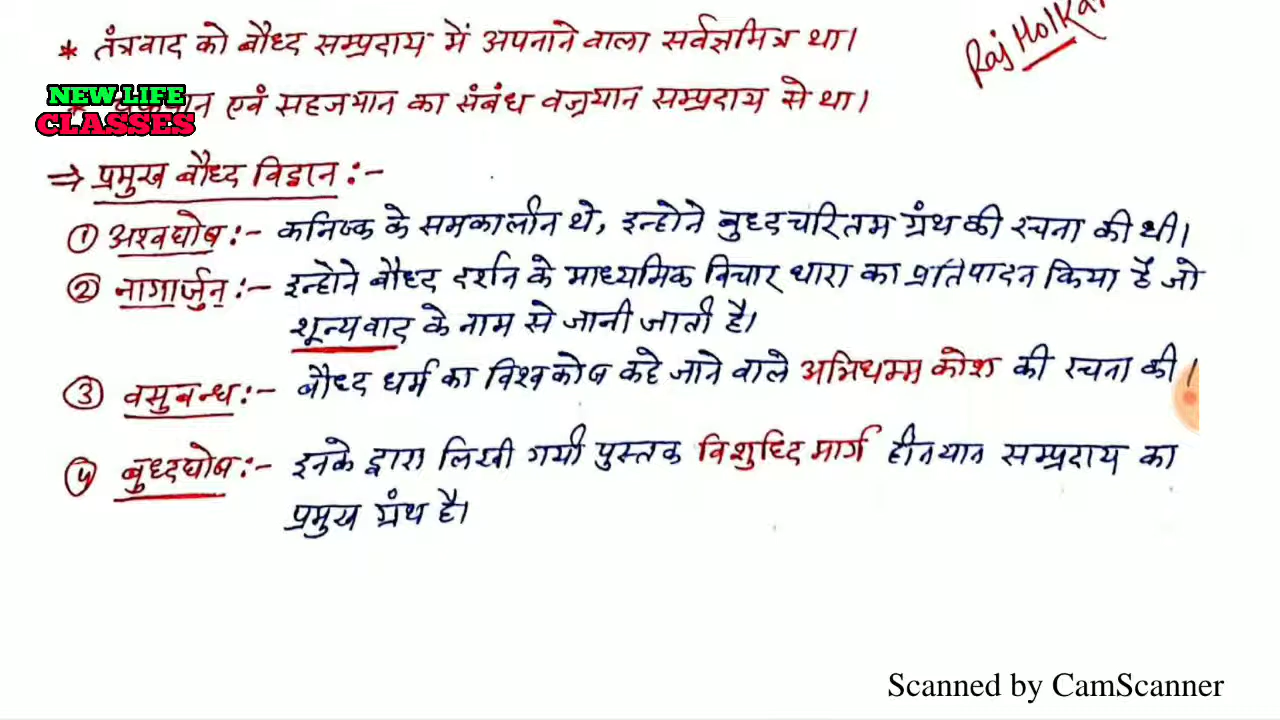 * तंत्रवाद को बौध्द सम्प्रदाय में अपनाने वाला सर्वज्ञमित्र था।
Raj Holkar
NEW LIFE
CLASSES
एवं सहजयान का संबंध वज्रयान सम्प्रदाय से था।
⇒ प्रमुख बौध्द विद्वान :-
① अश्वघोष :- कनिष्क के समकालीन थे, इन्होने बुध्दचरितम ग्रंथ की रचना की थी।
② नागार्जुन :- इन्होने बौध्द दर्शन के माध्यमिक विचार धारा का प्रतिपादन किया है जो
शून्यवाद के नाम से जानी जाती है।
③ वसुबन्ध :- बौध्द धर्म का विश्वकोष कहे जाने वाले अभिधम्म कोश की रचना की।
④ बुध्दघोष :- इनके द्वारा लिखी गयी पुस्तक विशुध्दि मार्ग हीनयान सम्प्रदाय का
प्रमुख ग्रंथ है।
Scanned by CamScanner